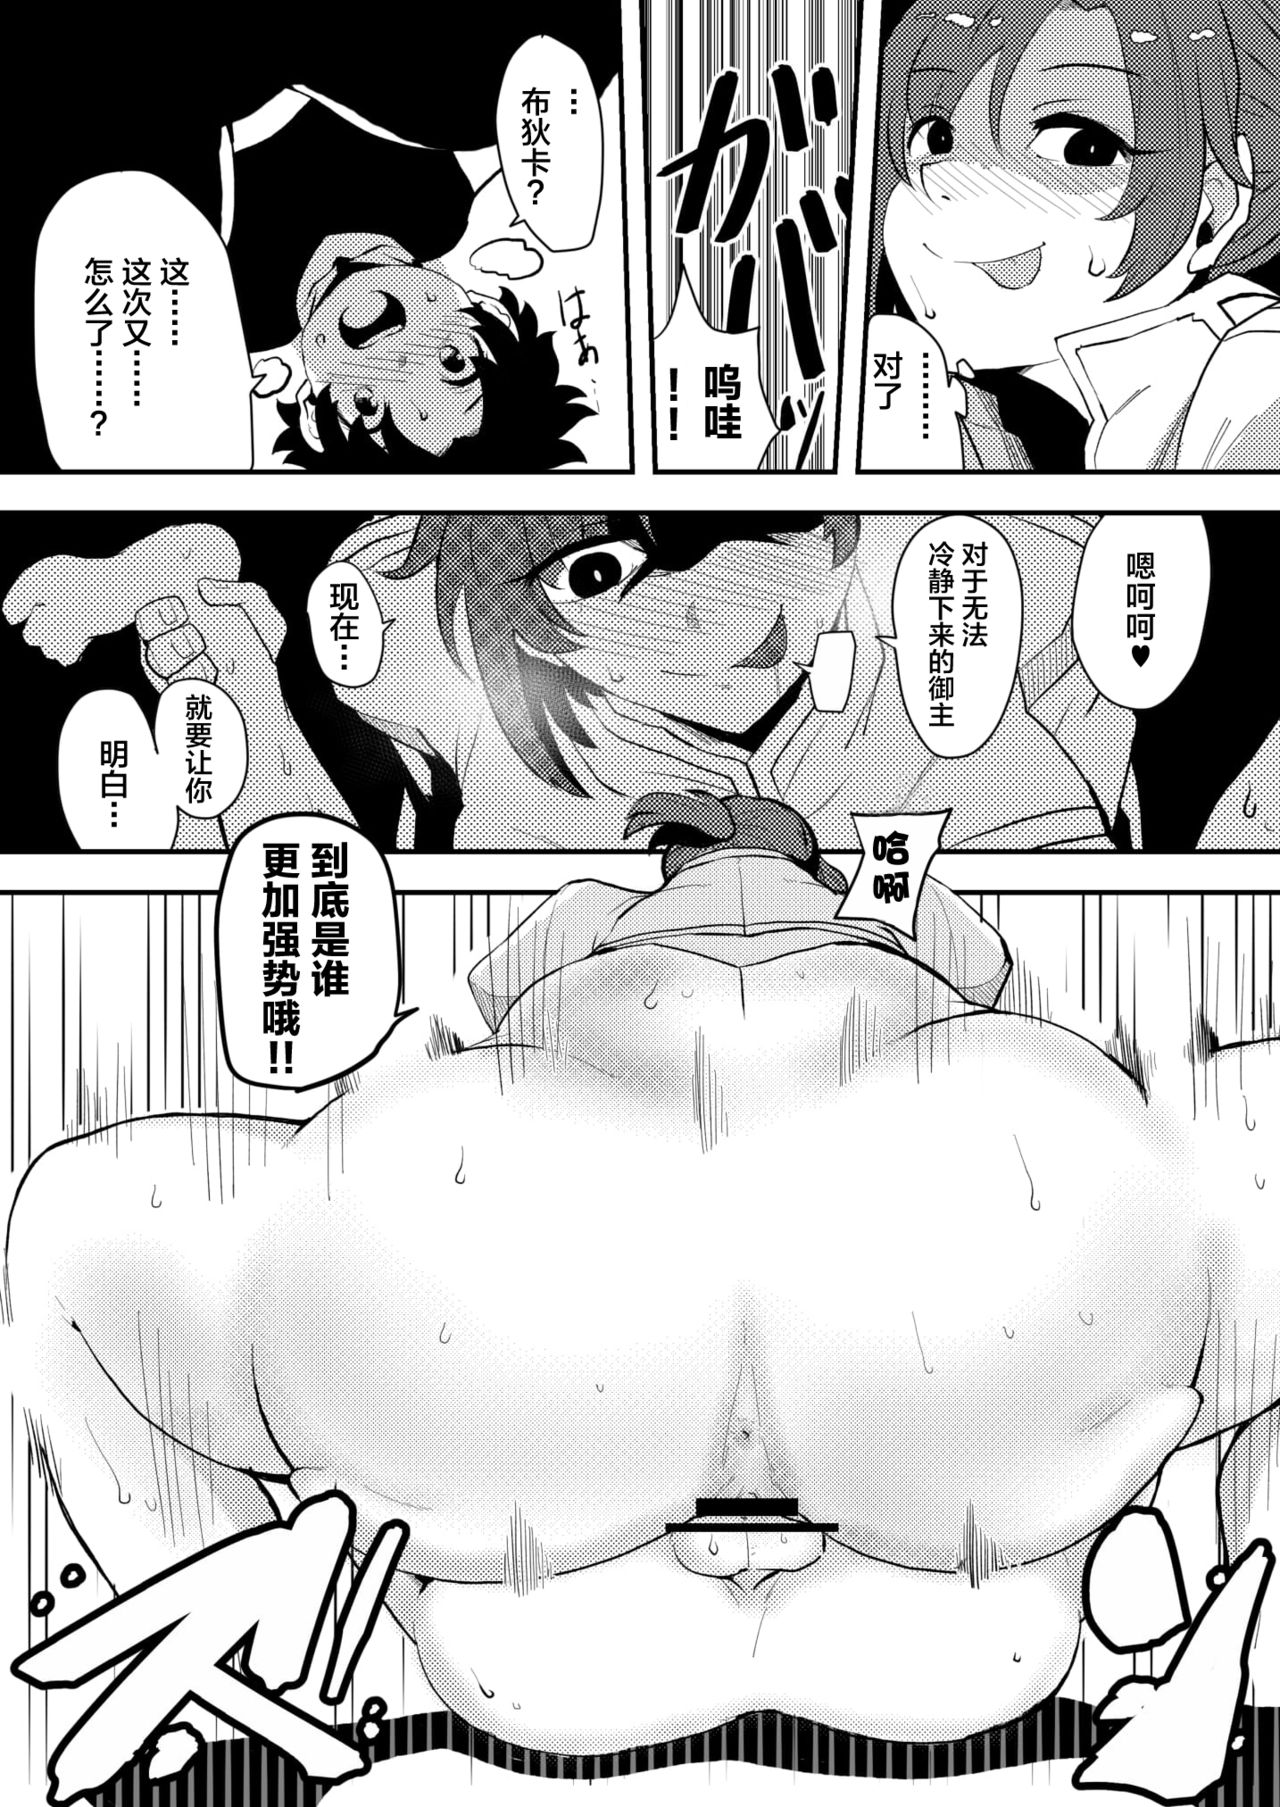 ………
对了
ガバッ
呜哇
!!
…
布狄卡?
はぁ
这……
这次又……
怎么了……?
嗯呵呵♥
对于无法
冷静下来的御主
现在…
就要让你
明白…
哈啊
到底是谁
更加强势哦!!